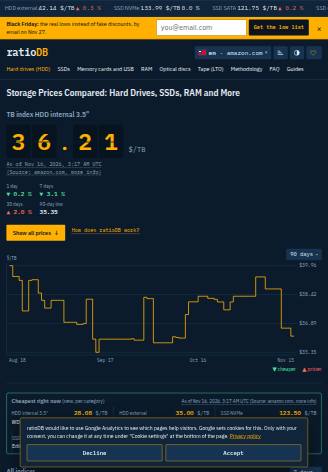 HDD external 42.14 $/TB ▲ 0.5 % SSD NVMe 133.99 $/TB 0.0 % SSD SATA 121.75 $/TB ▲ 0.2 % SSD
Black Friday: the real lows instead of fake discounts, by email on Nov 27.
your@email.com
Get the low list
×
ratioDB
en - amazon.com
Hard drives (HDD) SSDs Memory cards and USB RAM Optical discs Tape (LTO) Methodology FAQ Guides
Storage Prices Compared: Hard Drives, SSDs, RAM and More
TB index HDD internal 3.5"
36.21 $/TB
As of Nov 16, 2026, 3:17 AM UTC
(Source: amazon.com, more info)
1 day 7 days
▼ 0.2 % ▼ 3.1 %
30 days 90-day low
▲ 2.0 % 35.35
Show all prices ↓
How does ratioDB work?
90 days
$/TB
$39.96
$38.42
$36.89
$35.35
Aug 18 Sep 17 Oct 16 Nov 15
▼ cheaper ▲ pricier
Cheapest right now (new, per category)
As of Nov 16, 2026, 3:17 AM UTC (Source: amazon.com, more info)
HDD internal 3.5" 28.08 $/TB HDD external 35.00 $/TB SSD NVMe 123.50 $/TB
ratioDB would like to use Google Analytics to see which pages help visitors. Google sets cookies for this. Only with your
consent, you can change it at any time under "Cookie settings" at the bottom of the page. Privacy policy
Decline
Accept
All indices